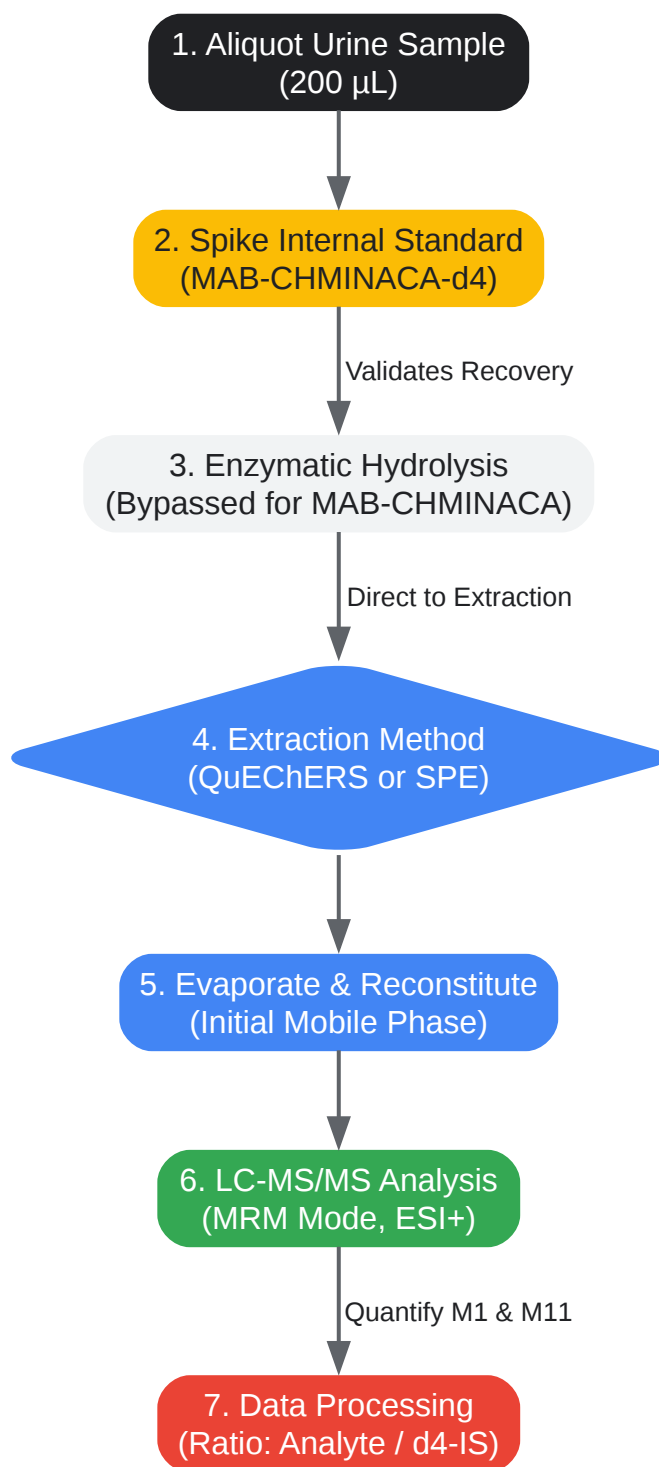 1. Aliquot Urine Sample
(200 µL)
2. Spike Internal Standard
(MAB-CHMINACA-d4)
Validates Recovery
3. Enzymatic Hydrolysis
(Bypassed for MAB-CHMINACA)
Direct to Extraction
4. Extraction Method
(QuEChERS or SPE)
5. Evaporate & Reconstitute
(Initial Mobile Phase)
6. LC-MS/MS Analysis
(MRM Mode, ESI+)
Quantify M1 & M11
7. Data Processing
(Ratio: Analyte / d4-IS)